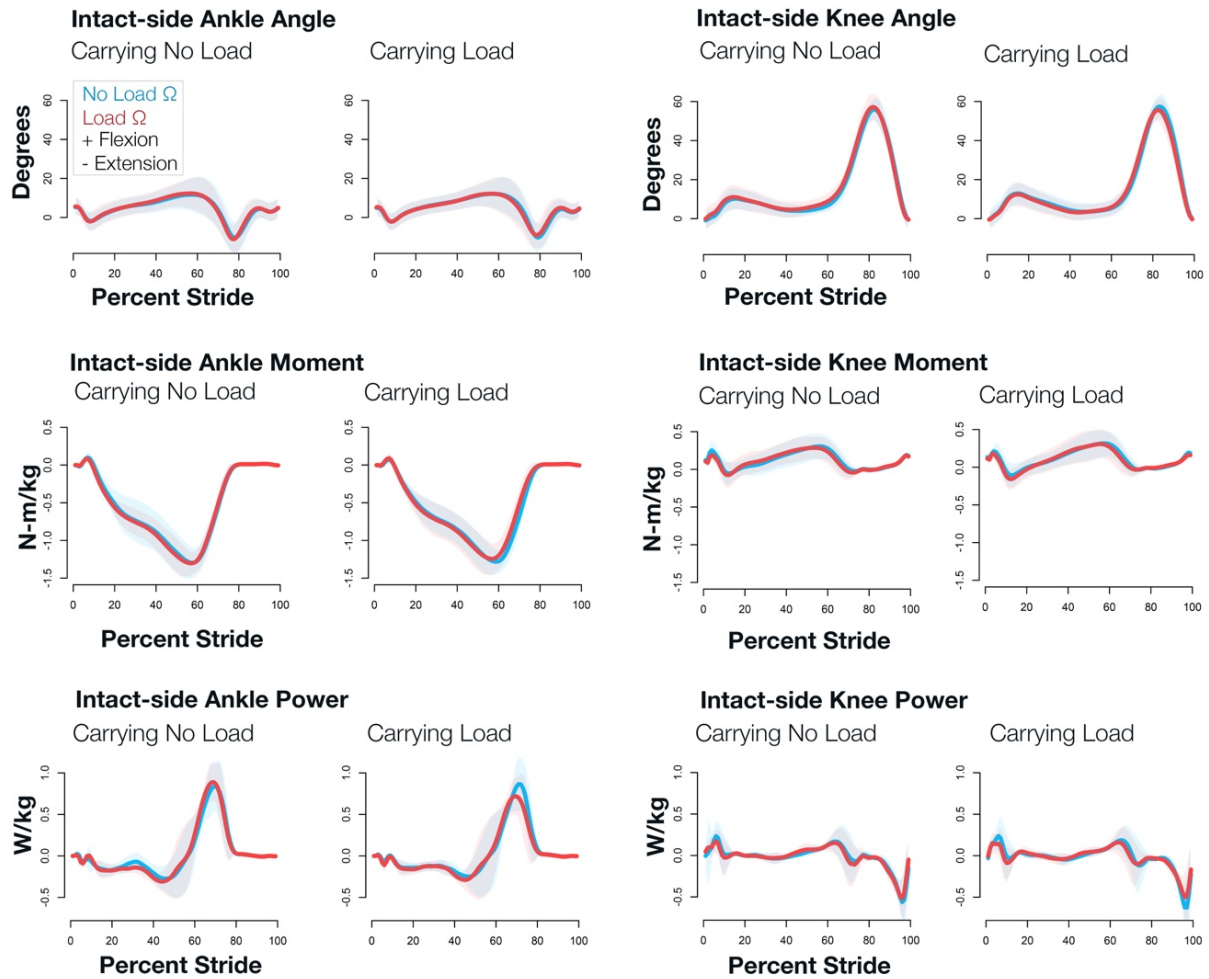 Intact-side Ankle Angle
Carrying No Load
Carrying Load
Degrees
No Load Ω
Load Ω
+ Flexion
- Extension
60
40
20
0
0 20 40 60 80 100
60
40
20
0
0 20 40 60 80 100
Percent Stride
Intact-side Knee Angle
Carrying No Load
Carrying Load
Degrees
60
40
20
0
0 20 40 60 80 100
60
40
20
0
0 20 40 60 80 100
Percent Stride
Intact-side Ankle Moment
Carrying No Load
Carrying Load
N-m/kg
0.5
0.0
-0.5
-1.0
-1.5
0 20 40 60 80 100
0.5
0.0
-0.5
-1.0
-1.5
0 20 40 60 80 100
Percent Stride
Intact-side Knee Moment
Carrying No Load
Carrying Load
N-m/kg
0.5
0.0
-0.5
-1.0
-1.5
0 20 40 60 80 100
0.5
0.0
-0.5
-1.0
-1.5
0 20 40 60 80 100
Percent Stride
Intact-side Ankle Power
Carrying No Load
Carrying Load
W/kg
1.0
0.5
0.0
-0.5
0 20 40 60 80 100
1.0
0.5
0.0
-0.5
0 20 40 60 80 100
Percent Stride
Intact-side Knee Power
Carrying No Load
Carrying Load
W/kg
1.0
0.5
0.0
-0.5
0 20 40 60 80 100
1.0
0.5
0.0
-0.5
0 20 40 60 80 100
Percent Stride